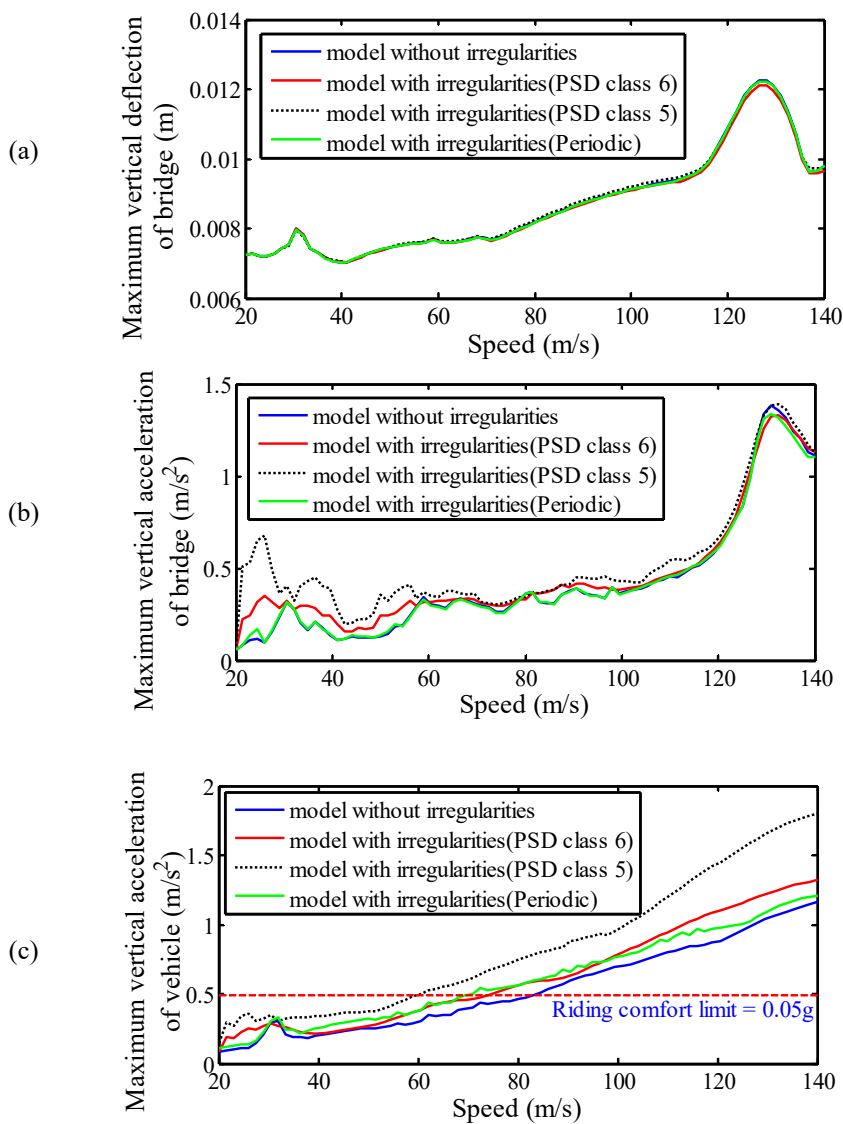 (a)
Maximum vertical deflection
of bridge (m)
0.014
0.012
0.01
0.008
0.006
model without irregularities
model with irregularities(PSD class 6)
model with irregularities(PSD class 5)
model with irregularities(Periodic)
20 40 60 80 100 120 140
Speed (m/s)
(b)
Maximum vertical acceleration
of bridge (m/s²)
1.5
1
0.5
0
model without irregularities
model with irregularities(PSD class 6)
model with irregularities(PSD class 5)
model with irregularities(Periodic)
20 40 60 80 100 120 140
Speed (m/s)
(c)
Maximum vertical acceleration
of vehicle (m/s²)
2
1.5
1
0.5
0
model without irregularities
model with irregularities(PSD class 6)
model with irregularities(PSD class 5)
model with irregularities(Periodic)
Riding comfort limit = 0.05g
20 40 60 80 100 120 140
Speed (m/s)